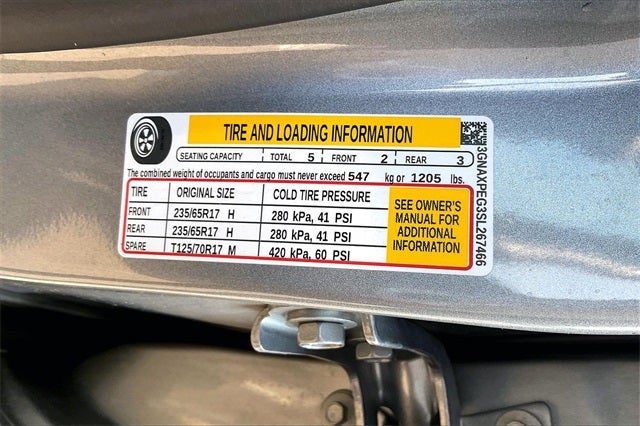 TIRE AND LOADING INFORMATION
SEATING CAPACITY TOTAL 5 FRONT 2 REAR 3
The combined weight of occupants and cargo must never exceed 547 kg or 1205 lbs.
TIRE ORIGINAL SIZE COLD TIRE PRESSURE
FRONT 235/65R17 H 280 kPa, 41 PSI
REAR 235/65R17 H 280 kPa, 41 PSI
SPARE T125/70R17 M 420 kPa, 60 PSI
SEE OWNER'S
MANUAL FOR
ADDITIONAL
INFORMATION
3GNAXPEG3SL267466